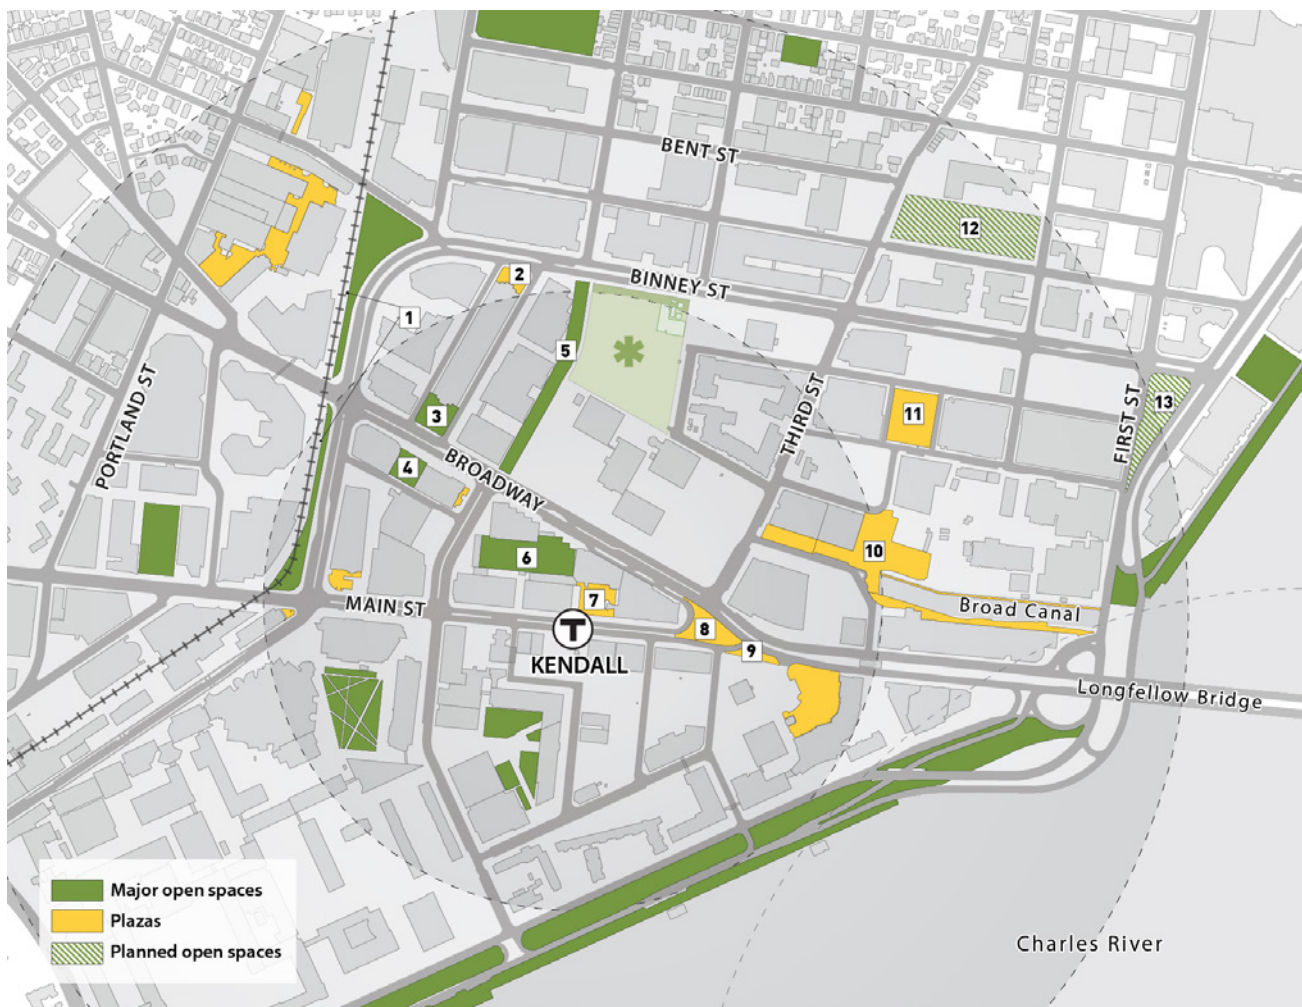 BENT ST
12
2
BINNEY ST
1
5
13
PORTLAND ST
THIRD ST
FIRST ST
11
3
4
BROADWAY
10
6
7
MAIN ST
Broad Canal
8
T
9
KENDALL
Longfellow Bridge
Major open spaces
Plazas
Planned open spaces
Charles River